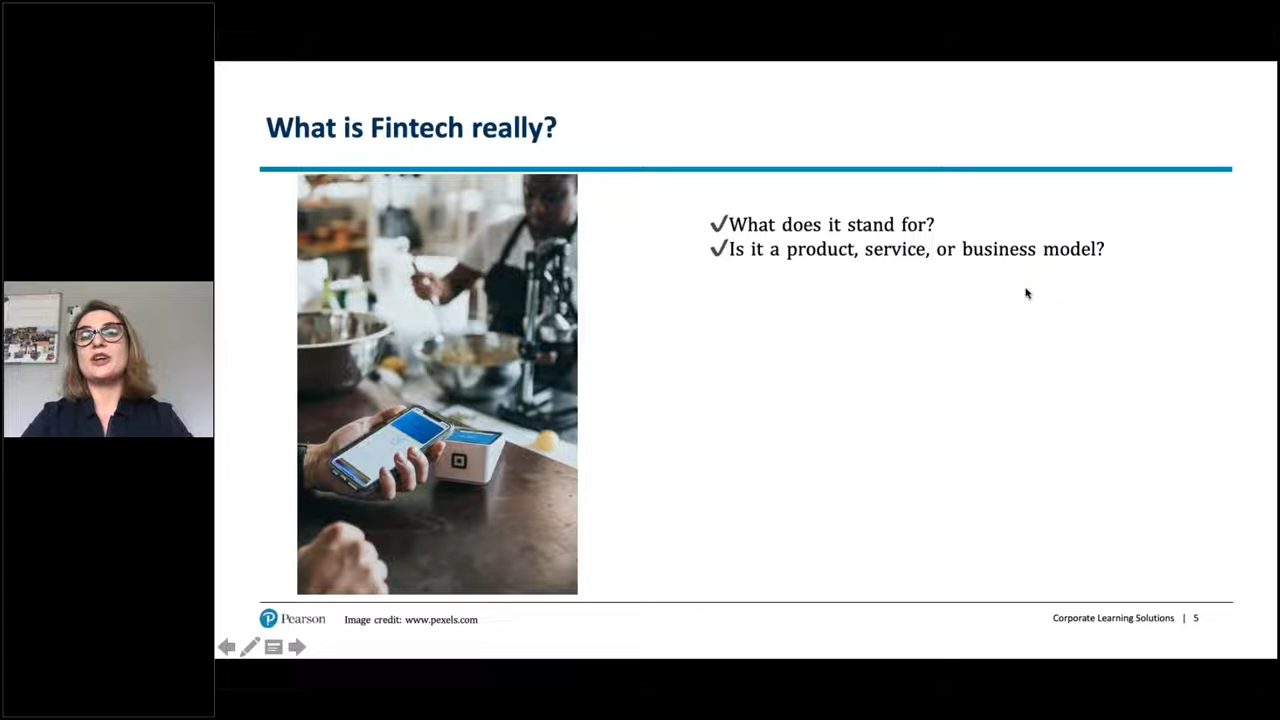 What is Fintech really?
✓What does it stand for?
✓Is it a product, service, or business model?
Pearson
Image credit: www.pexels.com
Corporate Learning Solutions | 5